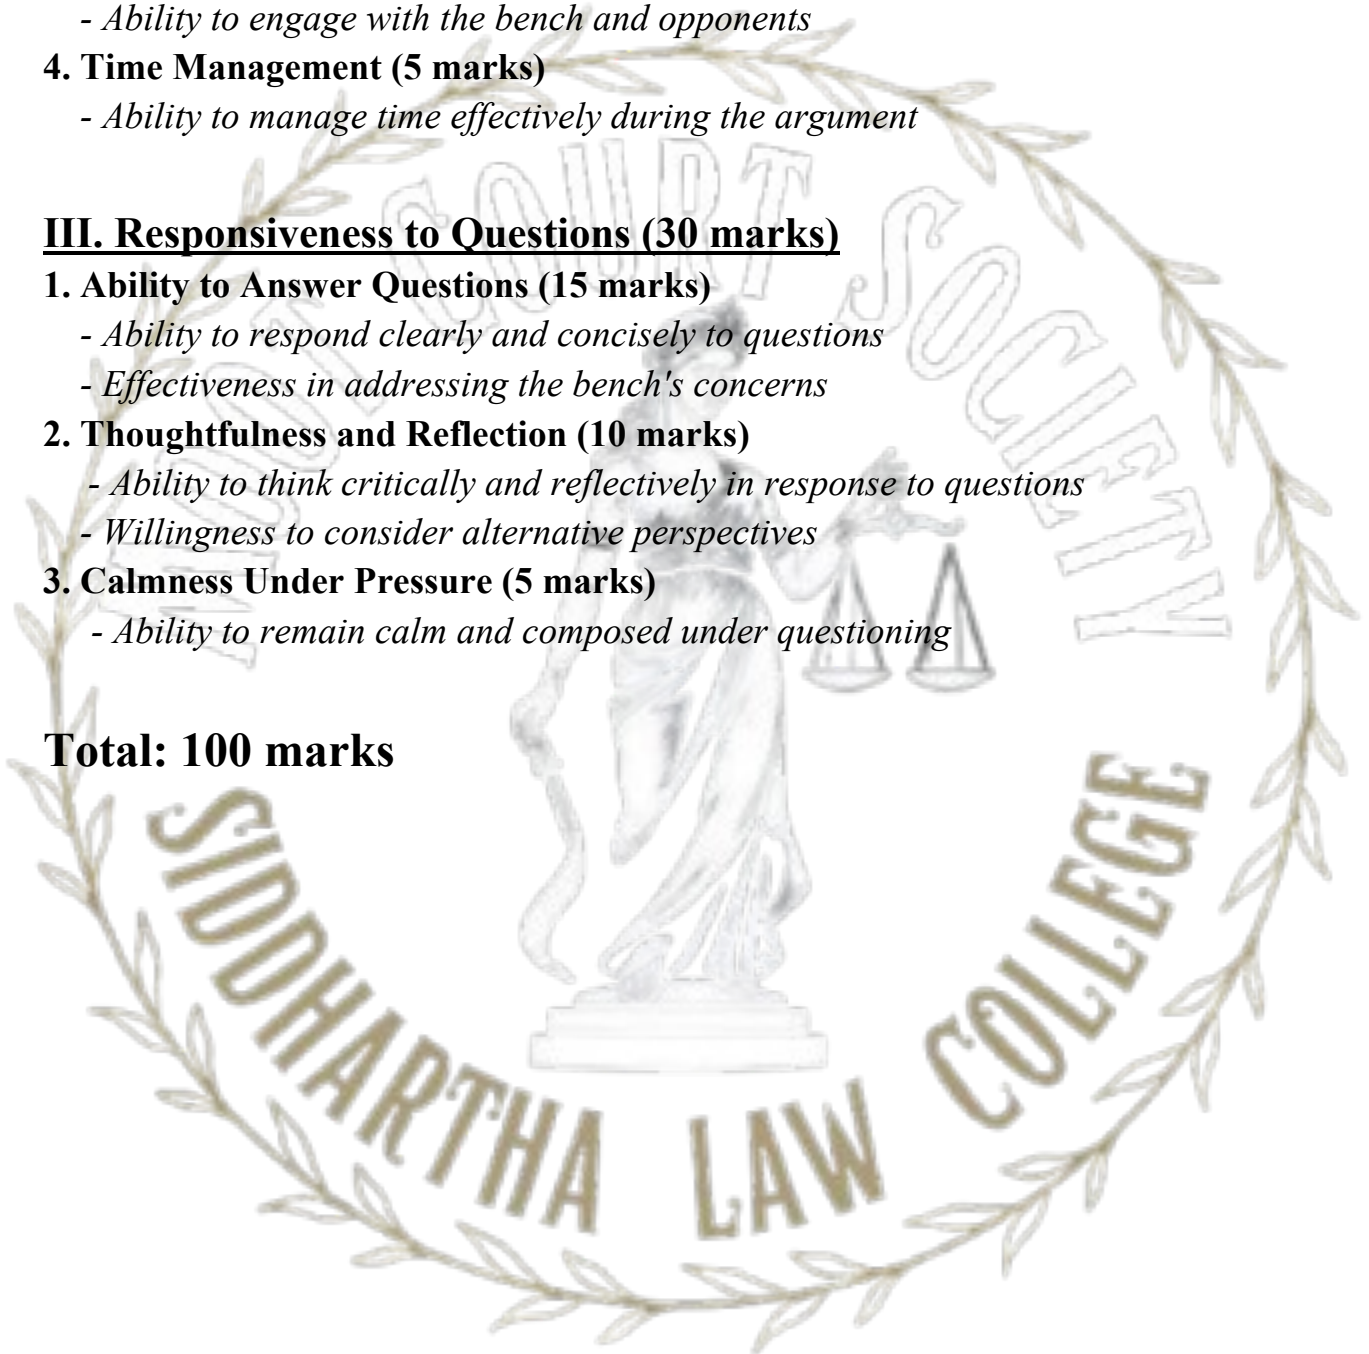 - Ability to engage with the bench and opponents
4. Time Management (5 marks)
- Ability to manage time effectively during the argument
III. Responsiveness to Questions (30 marks)
1. Ability to Answer Questions (15 marks)
- Ability to respond clearly and concisely to questions
- Effectiveness in addressing the bench's concerns
2. Thoughtfulness and Reflection (10 marks)
- Ability to think critically and reflectively in response to questions
- Willingness to consider alternative perspectives
3. Calmness Under Pressure (5 marks)
- Ability to remain calm and composed under questioning
Total: 100 marks
MOOT COURT SOCIETY
SIDDHARTHA LAW COLLEGE